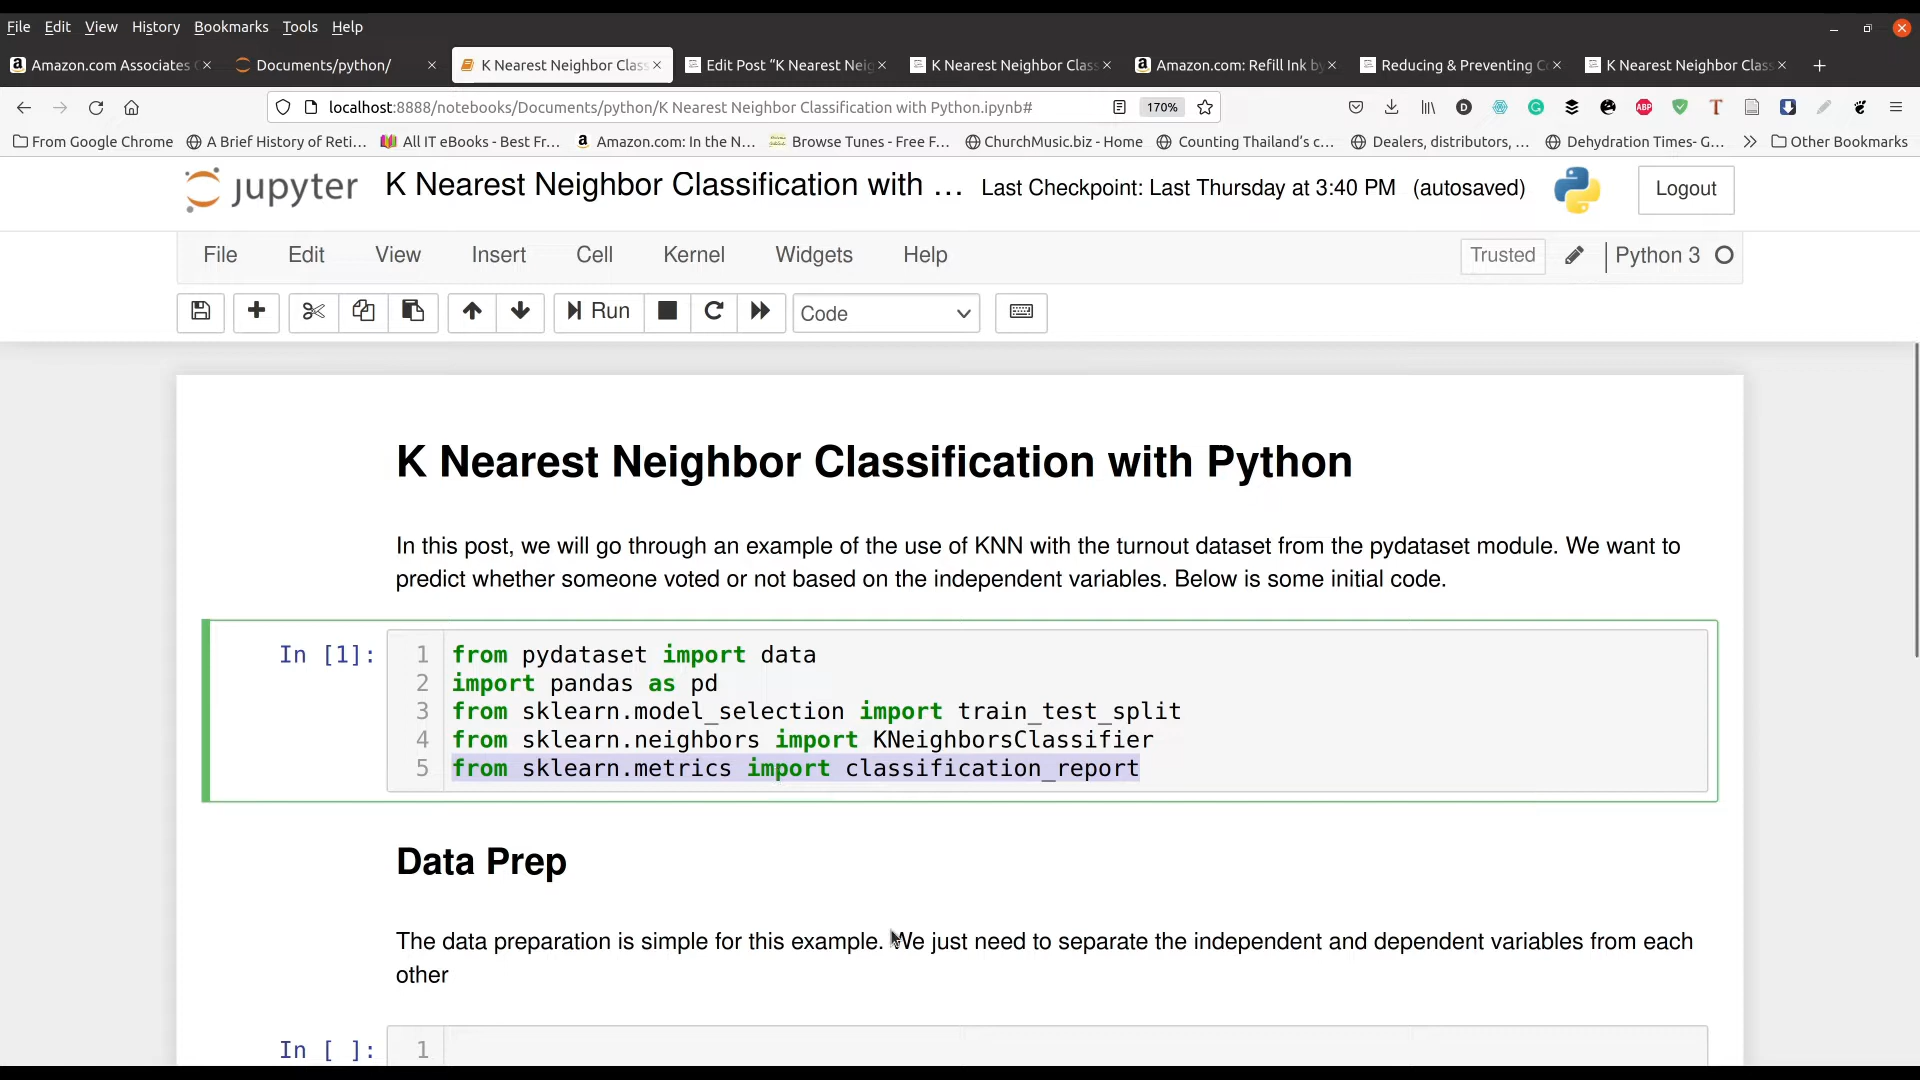 File Edit View History Bookmarks Tools Help
Amazon.com Associates Documents/python/ K Nearest Neighbor Clas Edit Post “K Nearest Nei K Nearest Neighbor Clas Amazon.com: Refill Ink by Reducing & Preventing C K Nearest Neighbor Clas
localhost:8888/notebooks/Documents/python/K Nearest Neighbor Classification with Python.ipynb# 170%
From Google Chrome A Brief History of Reti... All IT eBooks - Best Fr... Amazon.com: In the N... Browse Tunes - Free F... ChurchMusic.biz - Home Counting Thailand’s c... Dealers, distributors, ... Dehydration Times- G... Other Bookmarks
jupyter K Nearest Neighbor Classification with ... Last Checkpoint: Last Thursday at 3:40 PM (autosaved) Logout
File Edit View Insert Cell Kernel Widgets Help Trusted Python 3
Run Code
K Nearest Neighbor Classification with Python
In this post, we will go through an example of the use of KNN with the turnout dataset from the pydataset module. We want to
predict whether someone voted or not based on the independent variables. Below is some initial code.
In [1]: 1 from pydataset import data
2 import pandas as pd
3 from sklearn.model_selection import train_test_split
4 from sklearn.neighbors import KNeighborsClassifier
5 from sklearn.metrics import classification_report
Data Prep
The data preparation is simple for this example. We just need to separate the independent and dependent variables from each
other
In [ ]: 1